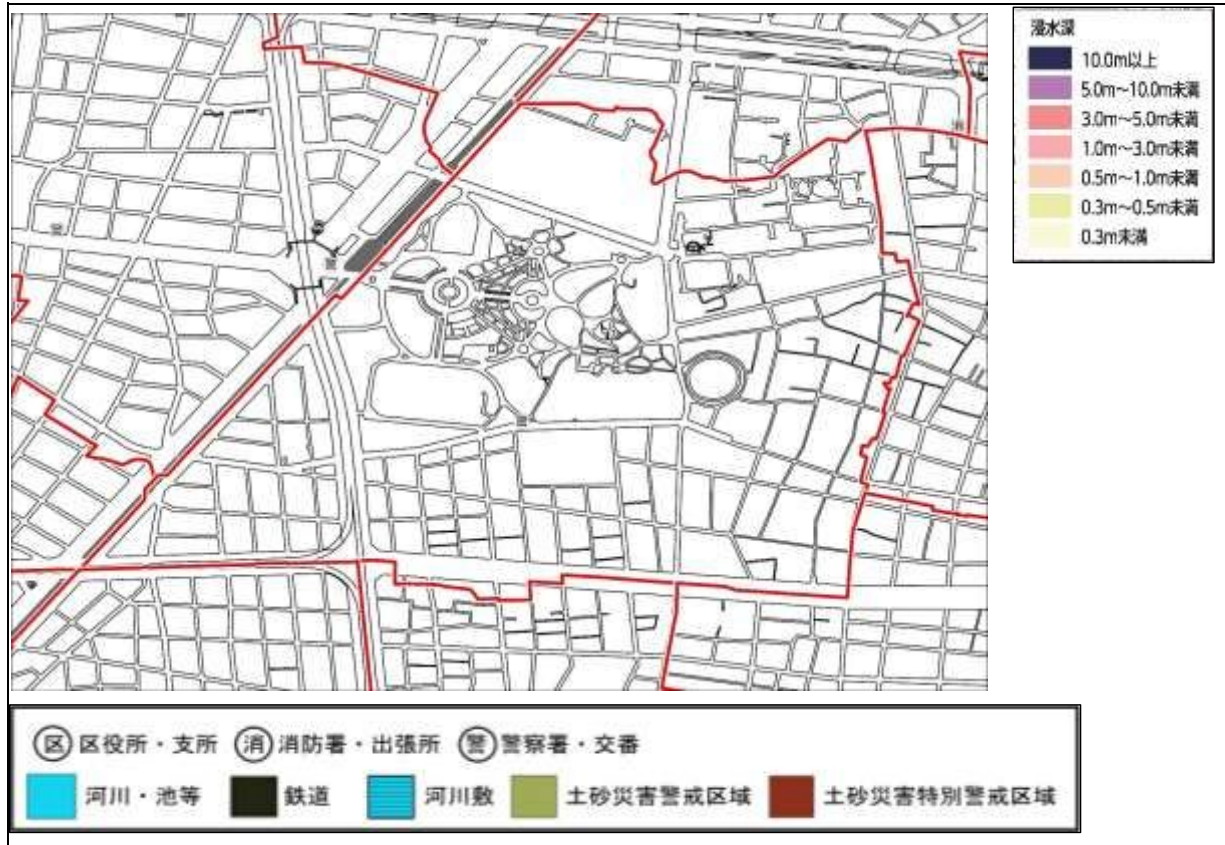 浸水深
10.0m以上
5.0m~10.0m未満
3.0m~5.0m未満
1.0m~3.0m未満
0.5m~1.0m未満
0.3m~0.5m未満
0.3m未満
区 区役所・支所 消 消防署・出張所 警 警察署・交番
河川・池等 鉄道 河川敷 土砂災害警戒区域 土砂災害特別警戒区域